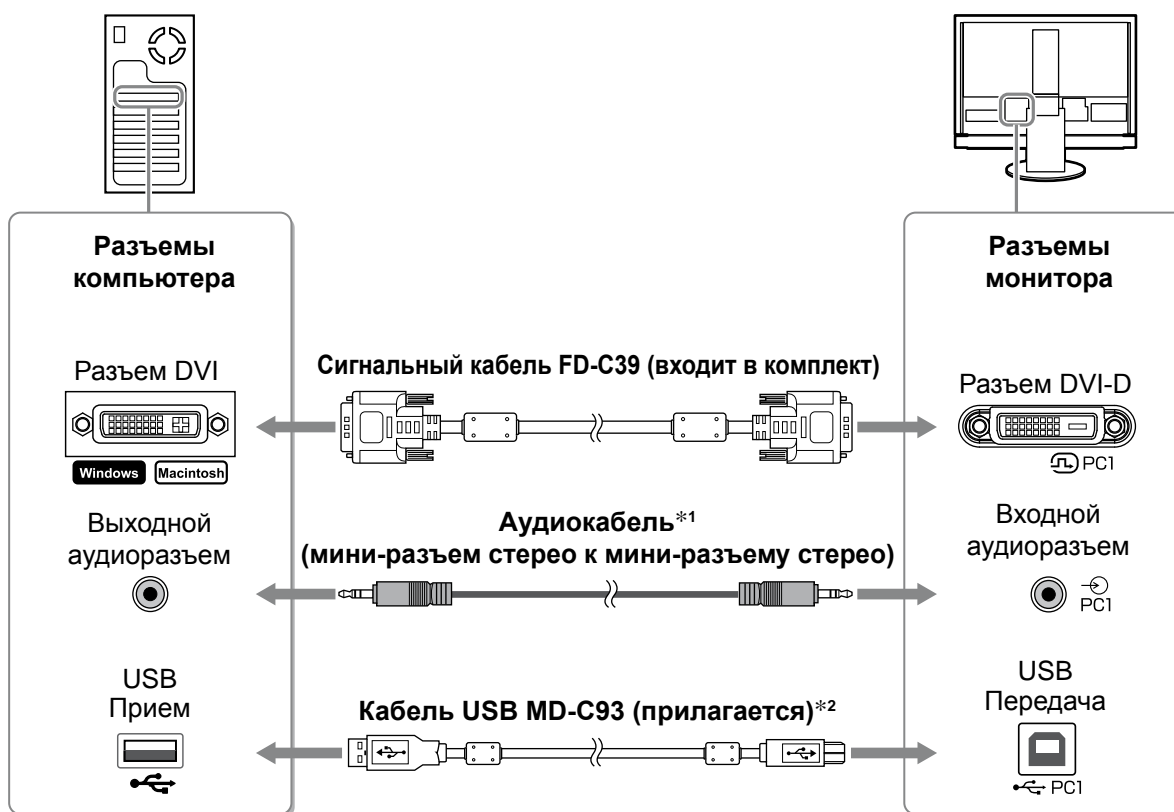 Разъемы
компьютера
Разъемы
монитора
Сигнальный кабель FD-C39 (входит в комплект)
Разъем DVI
Разъем DVI-D
Windows
Macintosh
PC1
Выходной
аудиоразъем
Аудиокабель*1
(мини-разъем стерео к мини-разъему стерео)
Входной
аудиоразъем
PC1
USB
Прием
Кабель USB MD-C93 (прилагается)*2
USB
Передача
PC1